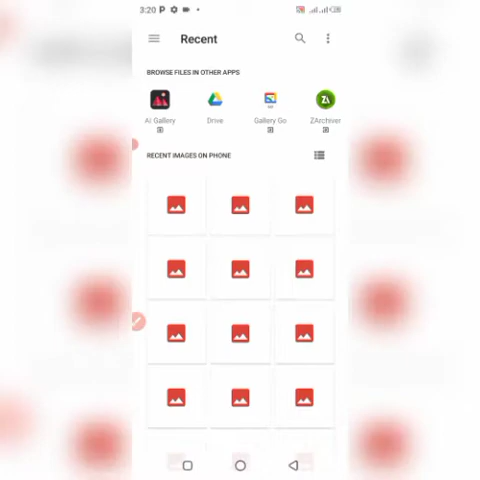 3:20 P
Recent
BROWSE FILES IN OTHER APPS
AI Gallery
Drive
Gallery Go
ZArchiver
RECENT IMAGES ON PHONE